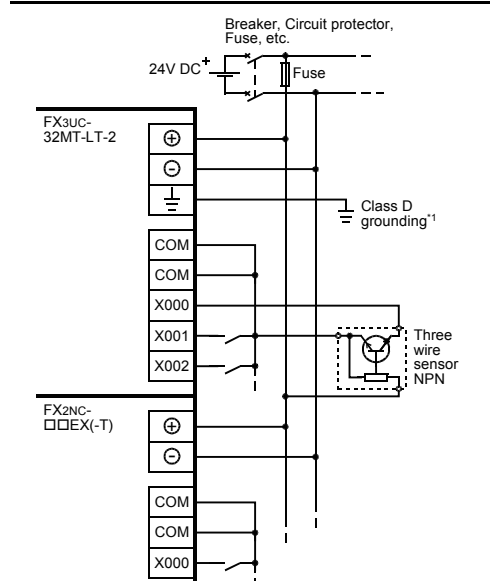 Breaker, Circuit protector,
Fuse, etc.
24V DC
+
Fuse
FX3UC-
32MT-LT-2
+
-
Class D
grounding*1
COM
COM
X000
X001
X002
Three
wire
sensor
NPN
FX2NC-
□□EX(-T)
+
-
COM
COM
X000